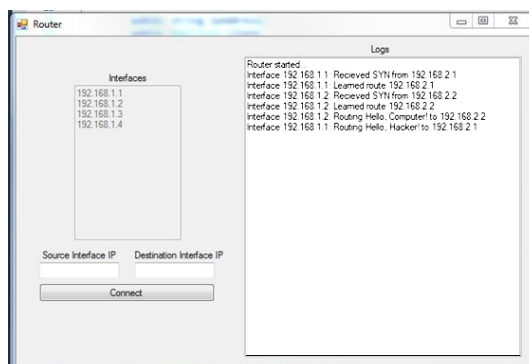 Router
Interfaces
192.168.1.1
192.168.1.2
192.168.1.3
192.168.1.4
Source Interface IP
Destination Interface IP
Connect
Logs
Router started...
Interface 192.168.1.1: Recieved SYN from 192.168.2.1
Interface 192.168.1.1: Learned route 192.168.2.1
Interface 192.168.1.2: Recieved SYN from 192.168.2.2
Interface 192.168.1.2: Learned route 192.168.2.2
Interface 192.168.1.2: Routing Hello, Computer! to 192.168.2.2
Interface 192.168.1.1: Routing Hello, Hacker! to 192.168.2.1